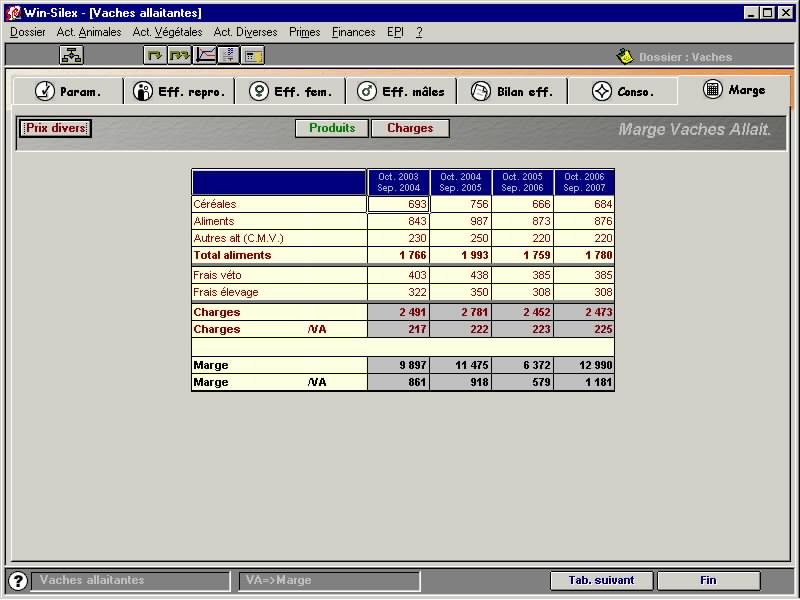 Win-Silex - [Vaches allaitantes]
Dossier Act. Animales Act. Végétales Act. Diverses Primes Finances EPI ?
Dossier : Vaches
Param. Eff. repro. Eff. fem. Eff. mâles Bilan eff. Conso. Marge
Prix divers Produits Charges Marge Vaches Allait.
Oct. 2003 Oct. 2004 Oct. 2005 Oct. 2006
Sep. 2004 Sep. 2005 Sep. 2006 Sep. 2007
Céréales 693 756 666 684
Aliments 843 987 873 876
Autres alt (C.M.V.) 230 250 220 220
Total aliments 1 766 1 993 1 759 1 780
Frais véto 403 438 385 385
Frais élevage 322 350 308 308
Charges 2 491 2 781 2 452 2 473
Charges /VA 217 222 223 225
Marge 9 897 11 475 6 372 12 990
Marge /VA 861 918 579 1 181
? Vaches allaitantes VA=>Marge Tab. suivant Fin